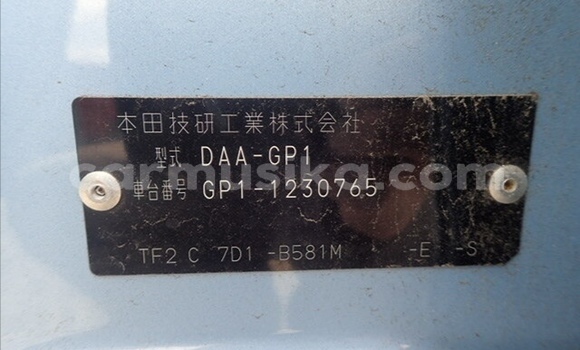 本田技研工業株式会社
型式 DAA-GP1
車台番号 GP1-1230765
carmusika.com
TF2 C 7D1 -B581M -E -S